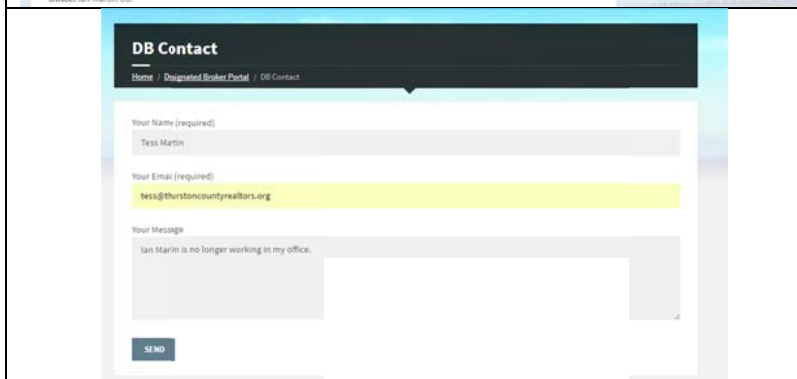 DB Contact
Home / Dsignated Broker Portal / DB Contact
Your Name (required)
Tess Martin
Your Email (required)
tess@thurstoncountyrealtors.org
Your Message
Ian Marin is no longer working in my office.
SEND